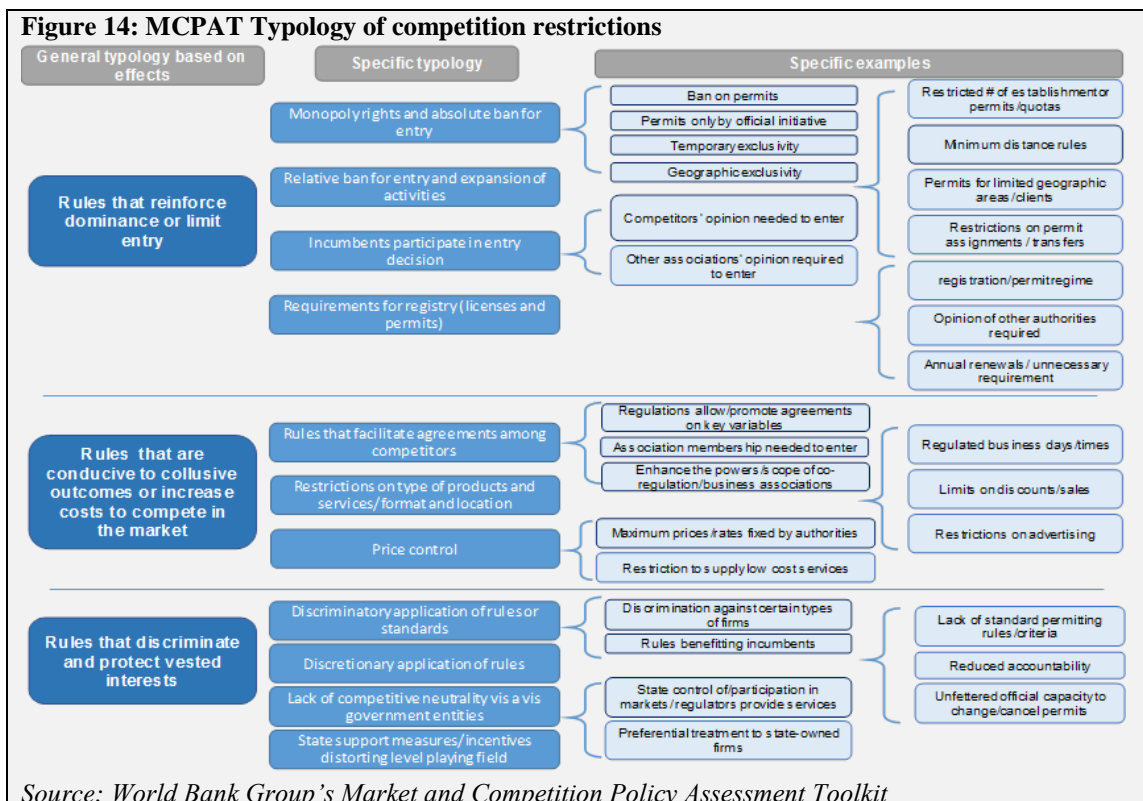 Figure 14: MCPAT Typology of competition restrictions
General typology based on
effects
Specific typology
Specific examples
Rules that reinforce
dominance or limit
entry
Monopoly rights and absolute ban for
entry
Relative ban for entry and expansion of
activities
Incumbents participate in entry
decision
Requirements for registry (licenses and
permits)
Ban on permits
Permits only by official initiative
Temporary exclusivity
Geographic exclusivity
Competitors' opinion needed to enter
Other associations' opinion required
to enter
Restricted # of establishment or
permits/quotas
Minimum distance rules
Permits for limited geographic
areas/clients
Restrictions on permit
assignments / transfers
registration/permit regime
Opinion of other authorities
required
Annual renewals / unnecessary
requirement
Rules that are
conducive to collusive
outcomes or increase
costs to compete in
the market
Rules that facilitate agreements among
competitors
Restrictions on type of products and
services/ format and location
Price control
Regulations allow/promote agreements
on key variables
Association membership needed to enter
Enhance the powers /scope of co-
regulation/business associations
Maximum prices /rates fixed by authorities
Restriction to supply low cost services
Regulated business days/times
Limits on discounts/sales
Restrictions on advertising
Rules that discriminate
and protect vested
interests
Discriminatory application of rules or
standards
Discretionary application of rules
Lack of competitive neutrality vis a vis
government entities
State support measures/ incentives
distorting level playing field
Discrimination against certain types
of firms
Rules benefitting incumbents
State control of/participation in
markets / regulators provide services
Preferential treatment to state-owned
firms
Lack of standard permitting
rules/criteria
Reduced accountability
Unfettered official capacity to
change/cancel permits
Source: World Bank Group's Market and Competition Policy Assessment Toolkit